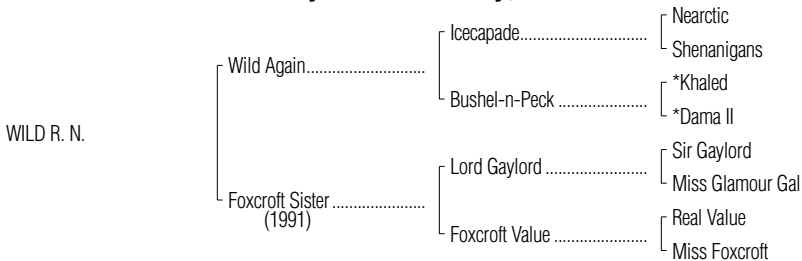 Nearctic
Icecapade
Shenanigans
Wild Again
*Khaled
Bushel-n-Peck
*Dama II
WILD R. N.
Sir Gaylord
Lord Gaylord
Miss Glamour Gal
Foxcroft Sister
(1991)
Real Value
Foxcroft Value
Miss Foxcroft